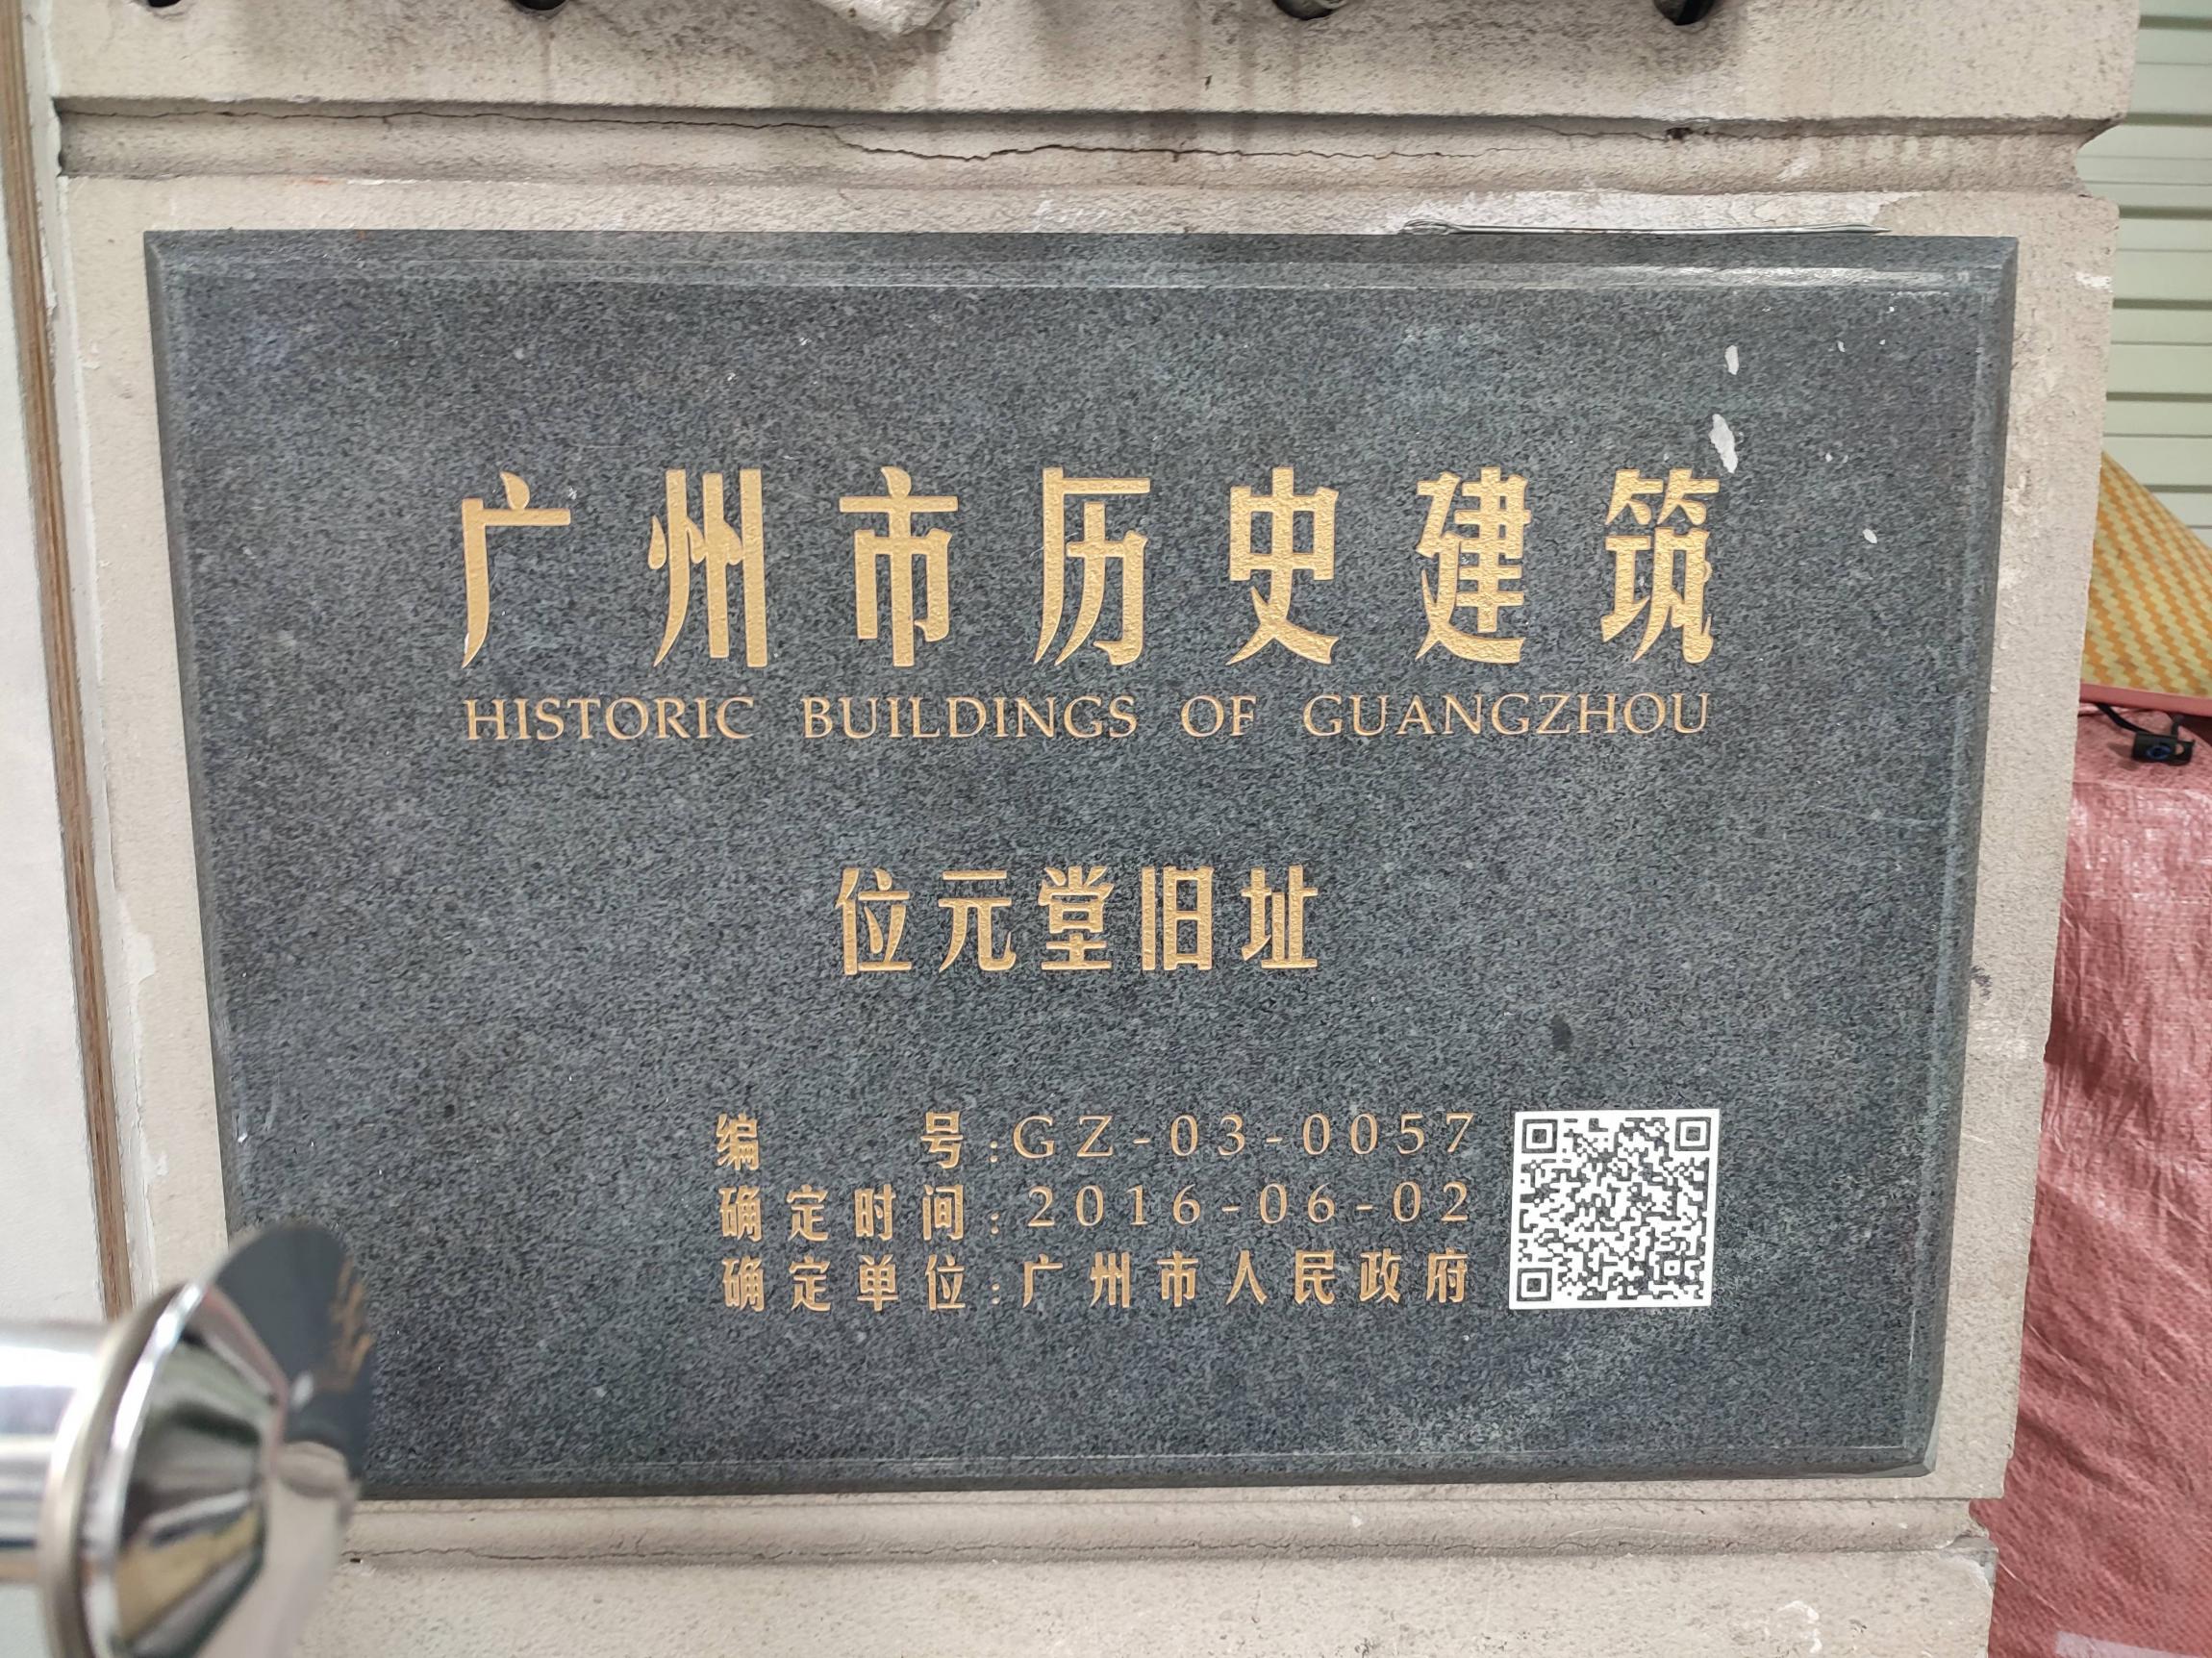 广州市历史建筑
HISTORIC BUILDINGS OF GUANGZHOU
位元堂旧址
编号:GZ-03-0057
确定时间:2016-06-02
确定单位:广州市人民政府